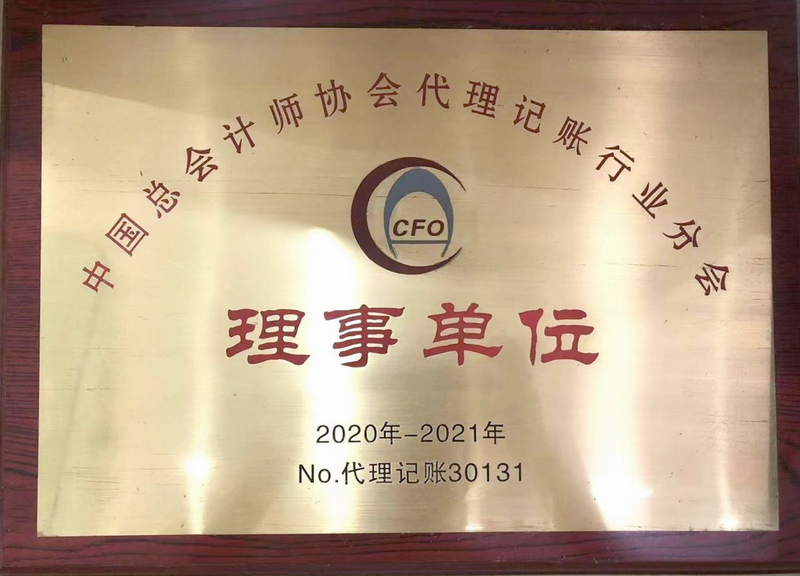 中国总会计师协会代理记账行业分会
CFO
理事单位
2020年-2021年
No.代理记账30131